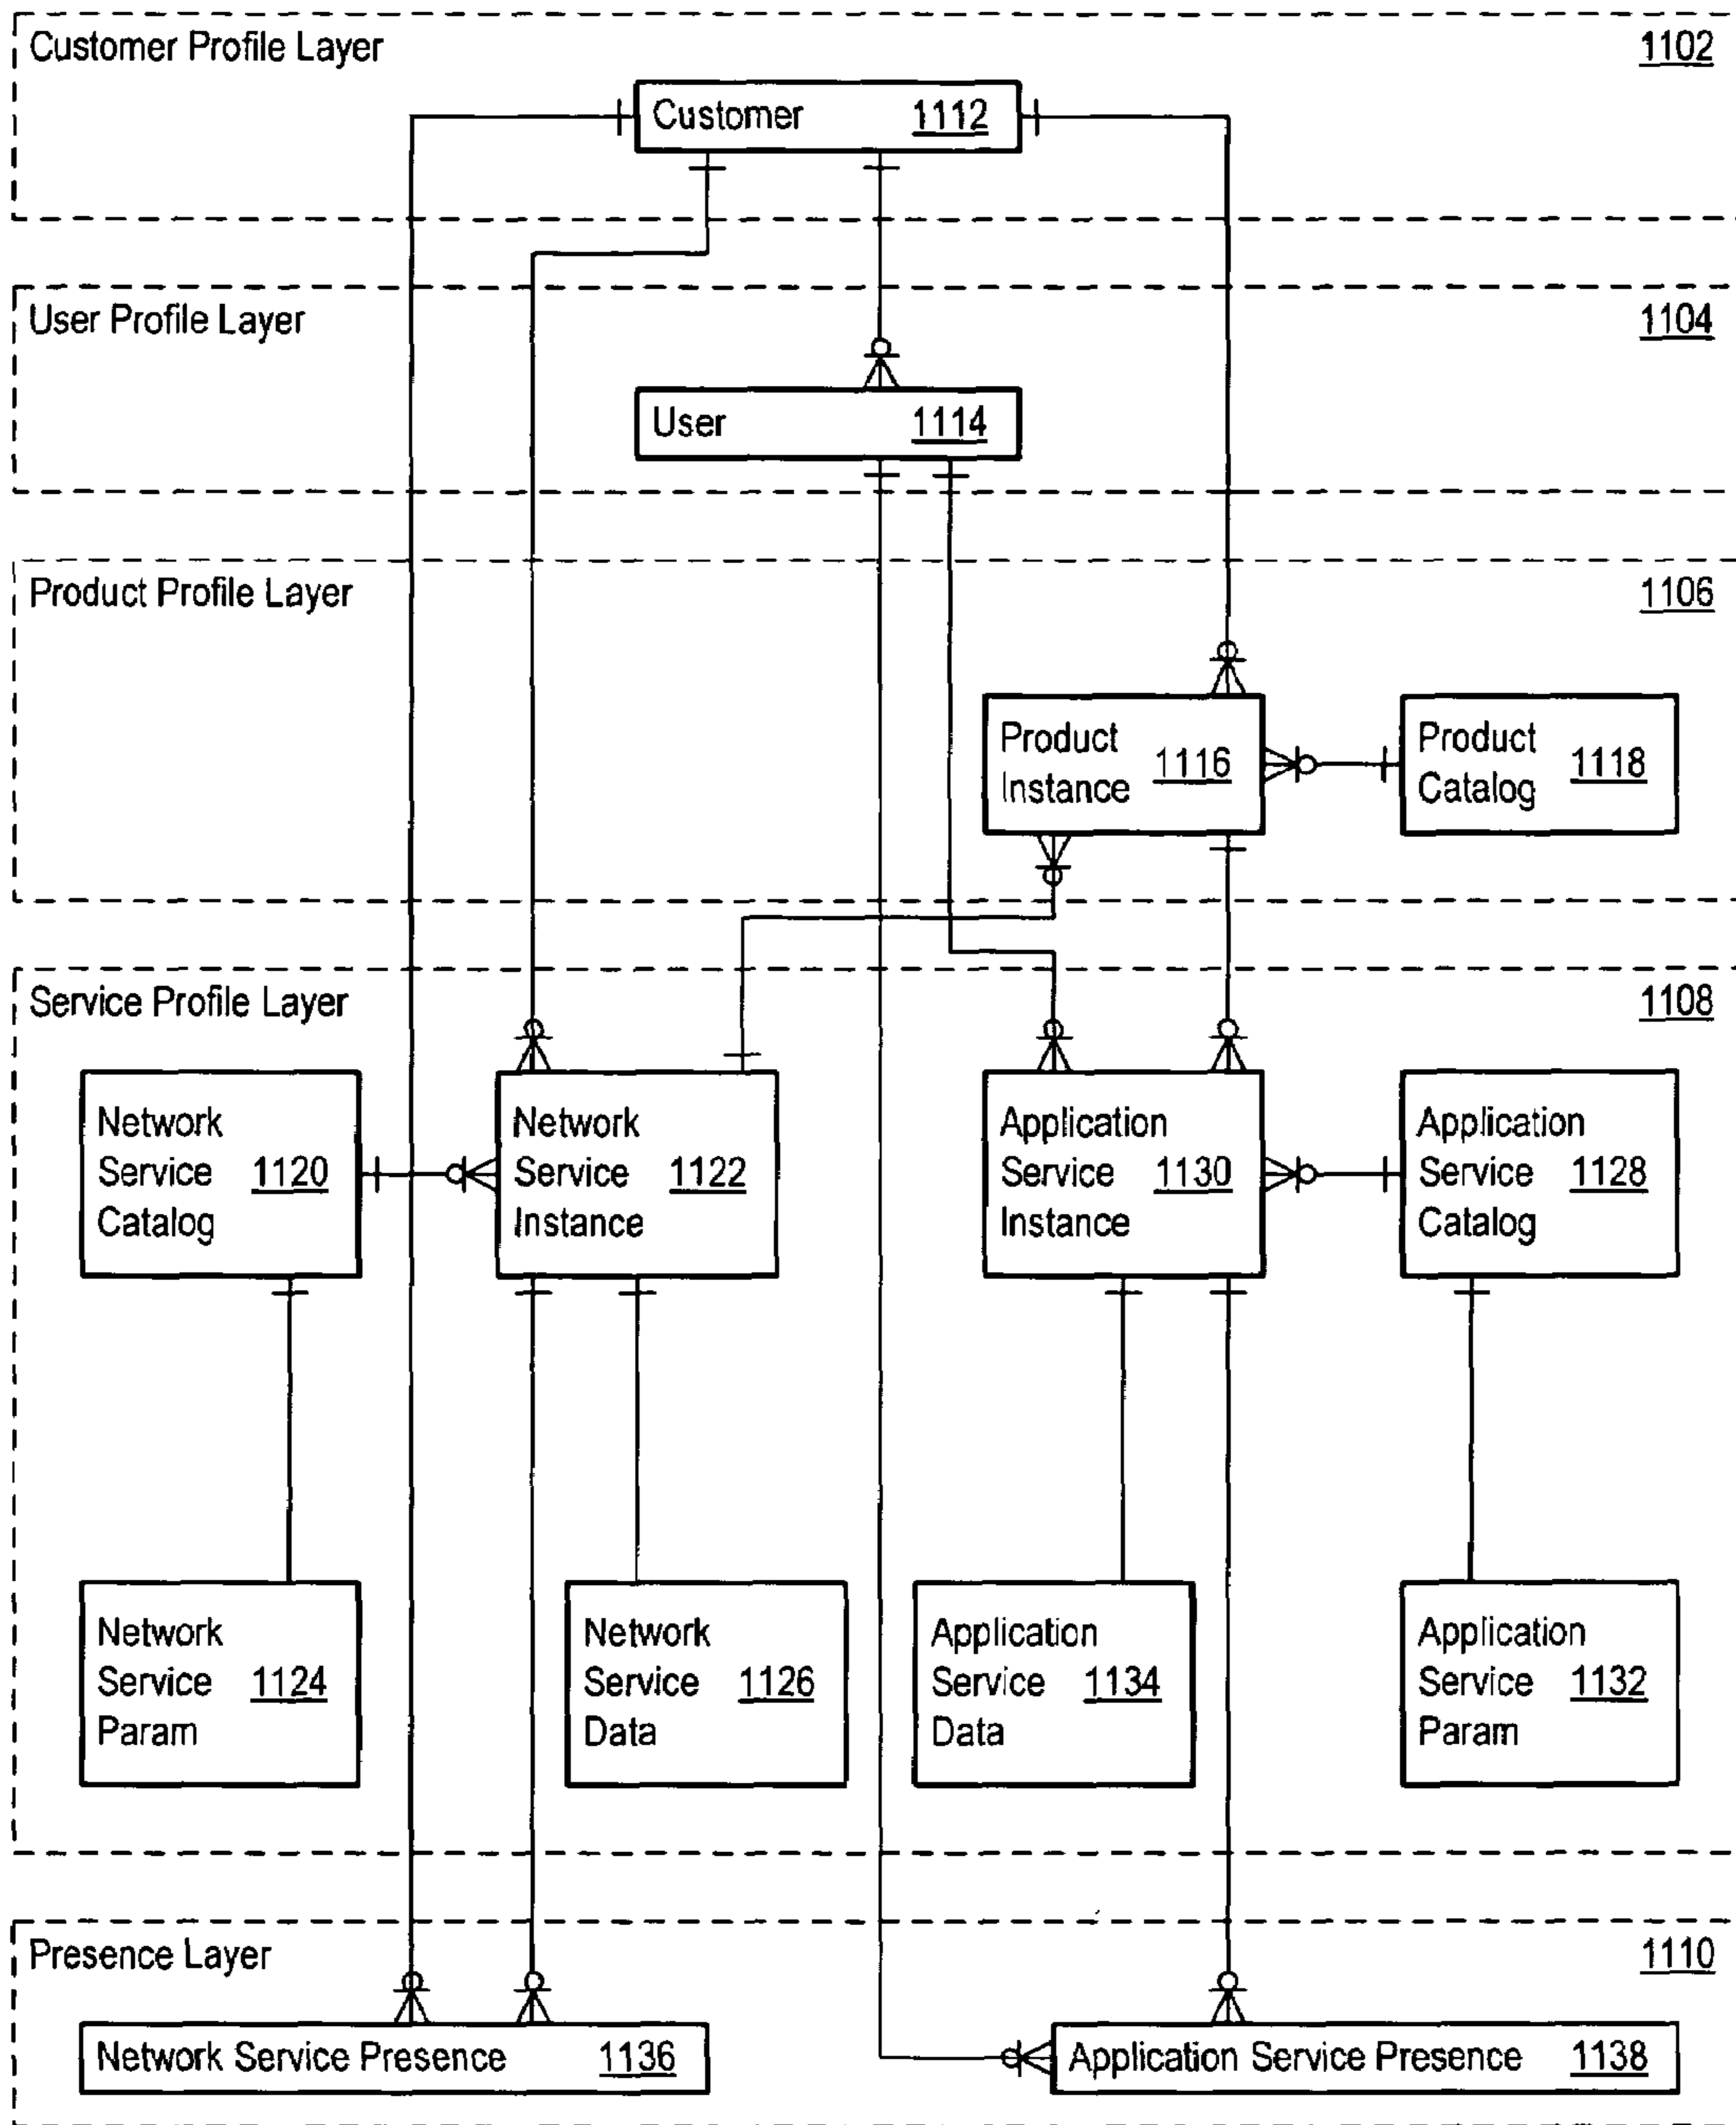 Customer Profile Layer 1102
Customer 1112
User Profile Layer 1104
User 1114
Product Profile Layer 1106
Product
Instance 1116
Product
Catalog 1118
Service Profile Layer 1108
Network
Service 1120
Catalog
Network
Service 1122
Instance
Application
Service 1130
Instance
Application
Service 1128
Catalog
Network
Service 1124
Param
Network
Service 1126
Data
Application
Service 1134
Data
Application
Service 1132
Param
Presence Layer 1110
Network Service Presence 1136
Application Service Presence 1138